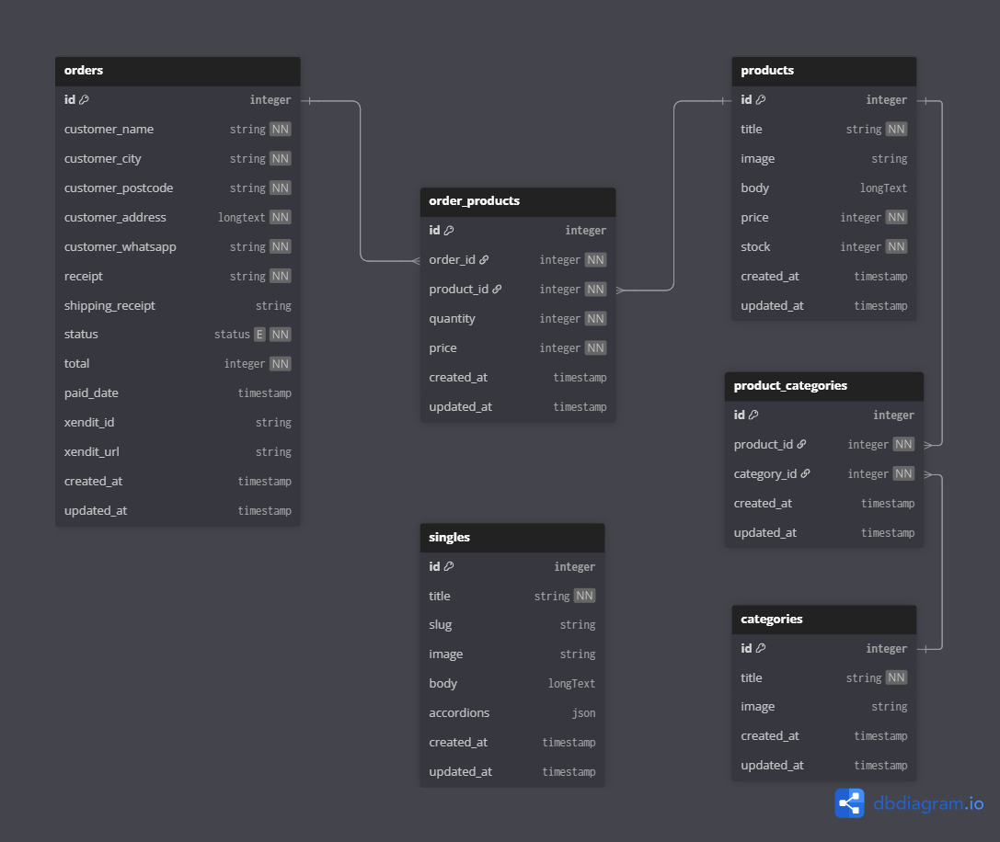 orders
id integer
customer_name string NN
customer_city string NN
customer_postcode string NN
customer_address longtext NN
customer_whatsapp string NN
receipt string NN
shipping_receipt string
status status E NN
total integer NN
paid_date timestamp
xendit_id string
xendit_url string
created_at timestamp
updated_at timestamp
order_products
id integer
order_id integer NN
product_id integer NN
quantity integer NN
price integer NN
created_at timestamp
updated_at timestamp
singles
id integer
title string NN
slug string
image string
body longText
accordions json
created_at timestamp
updated_at timestamp
products
id integer
title string NN
image string
body longText
price integer NN
stock integer NN
created_at timestamp
updated_at timestamp
product_categories
id integer
product_id integer NN
category_id integer NN
created_at timestamp
updated_at timestamp
categories
id integer
title string NN
image string
created_at timestamp
updated_at timestamp
dbdiagram.io